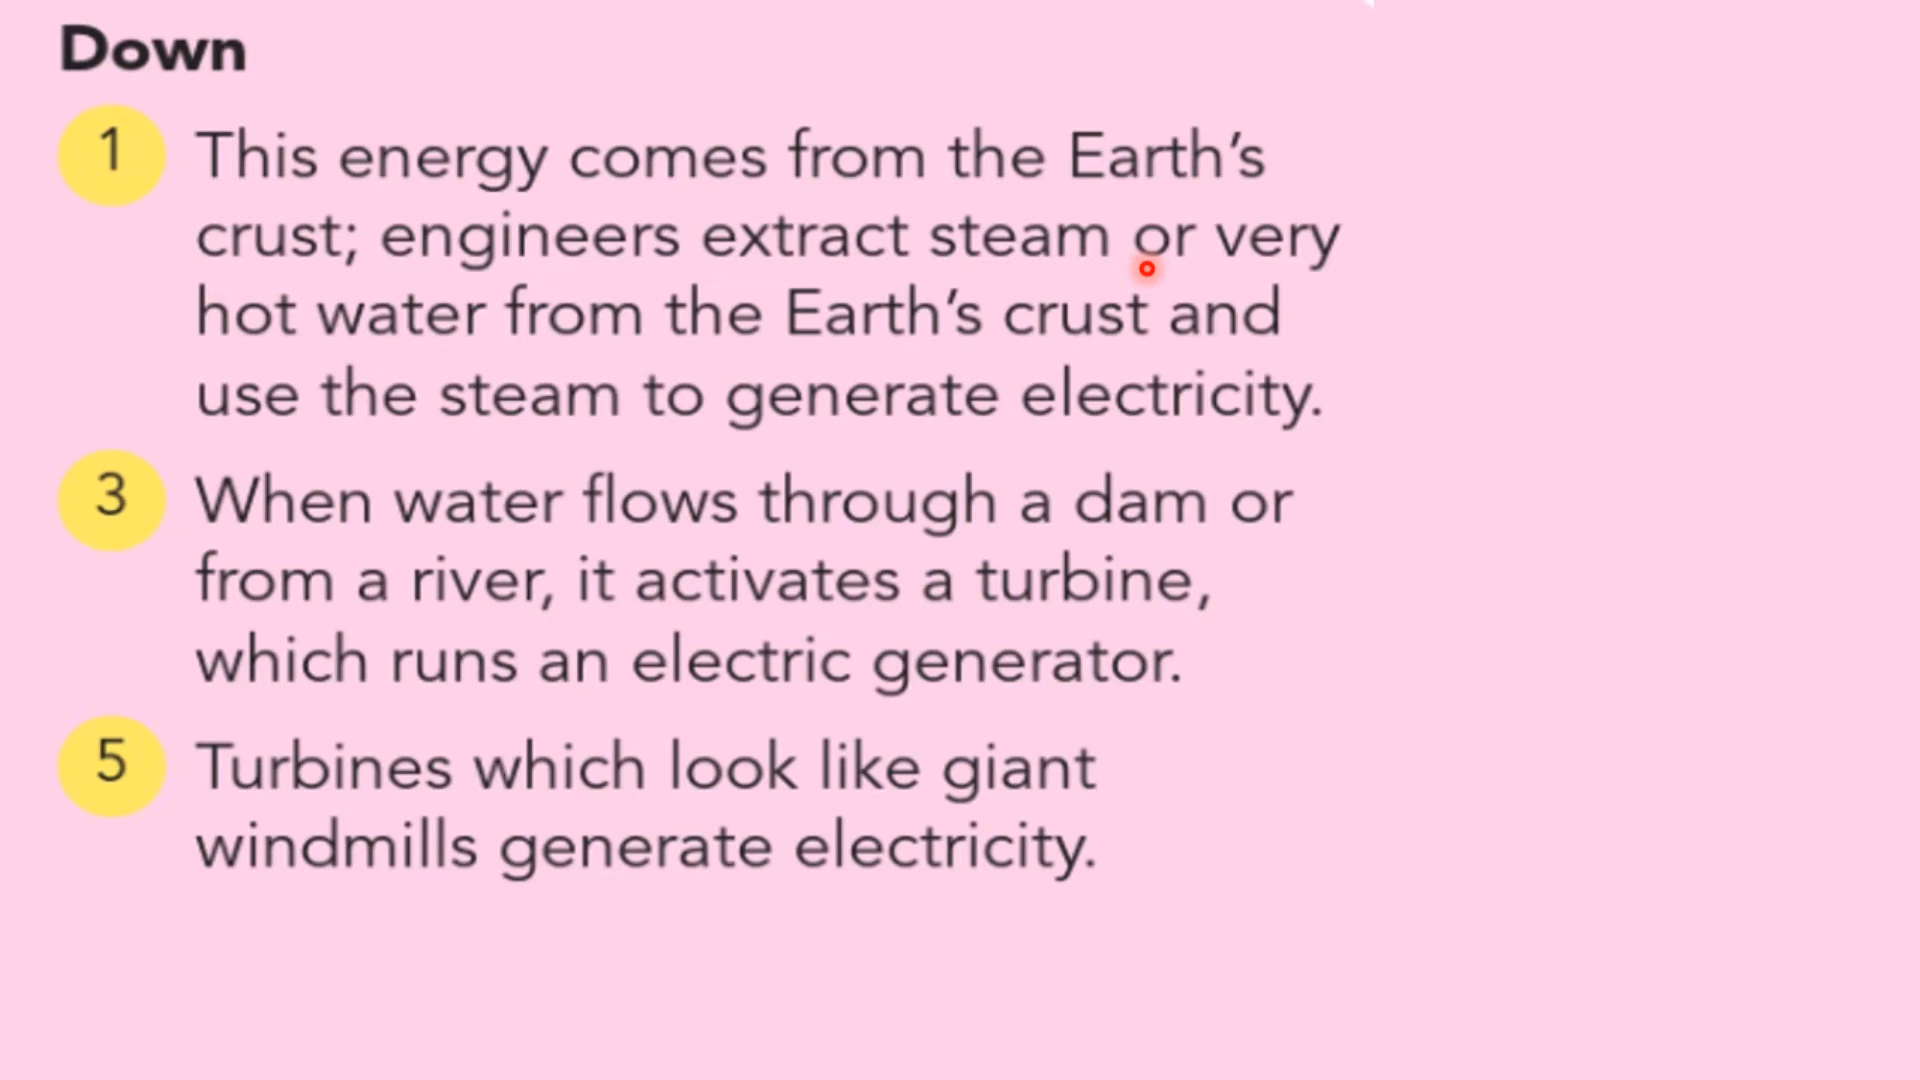 Down
1 This energy comes from the Earth’s
crust; engineers extract steam or very
hot water from the Earth’s crust and
use the steam to generate electricity.
3 When water flows through a dam or
from a river, it activates a turbine,
which runs an electric generator.
5 Turbines which look like giant
windmills generate electricity.